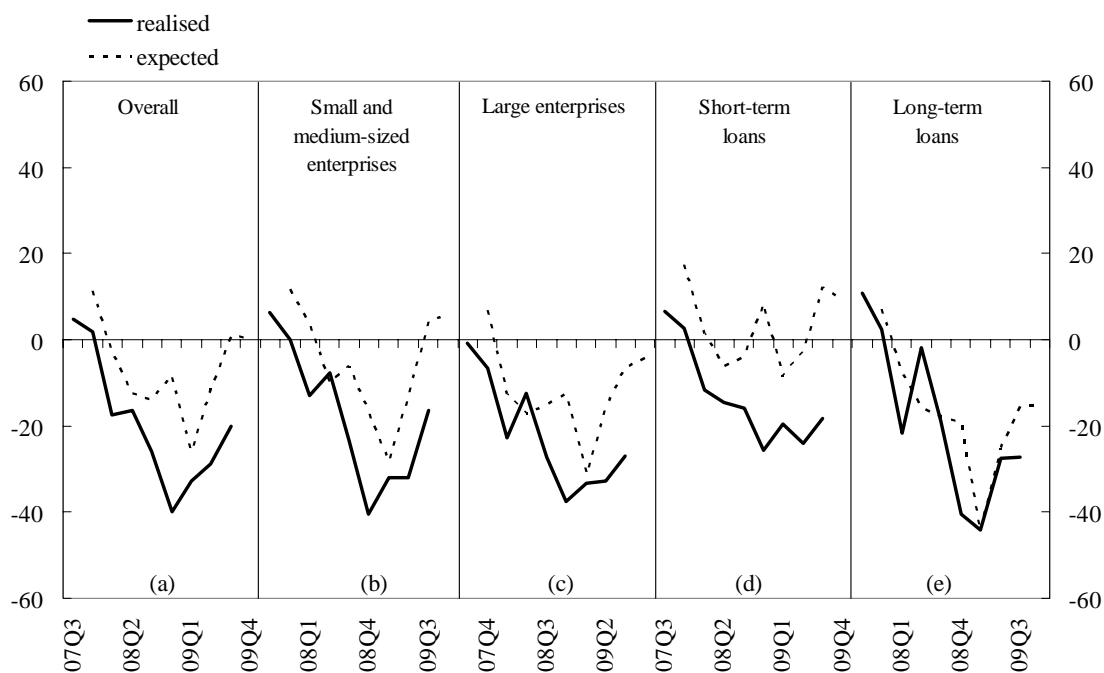 realised
expected
60
40
20
0
-20
-40
-60
Overall
Small and
medium-sized
enterprises
Large enterprises
Short-term
loans
Long-term
loans
60
40
20
0
-20
-40
-60
(a)
(b)
(c)
(d)
(e)
07Q3
08Q2
09Q1
09Q4
08Q1
08Q4
09Q3
07Q4
08Q3
09Q2
07Q3
08Q2
09Q1
09Q4
08Q1
08Q4
09Q3